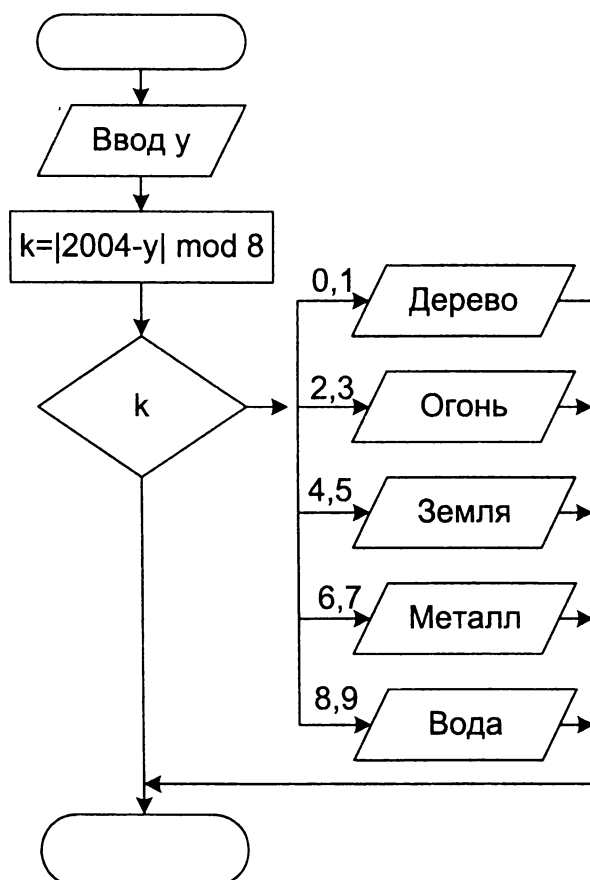 Ввод y
k=|2004-y| mod 8
k
0,1
Дерево
2,3
Огонь
4,5
Земля
6,7
Металл
8,9
Вода